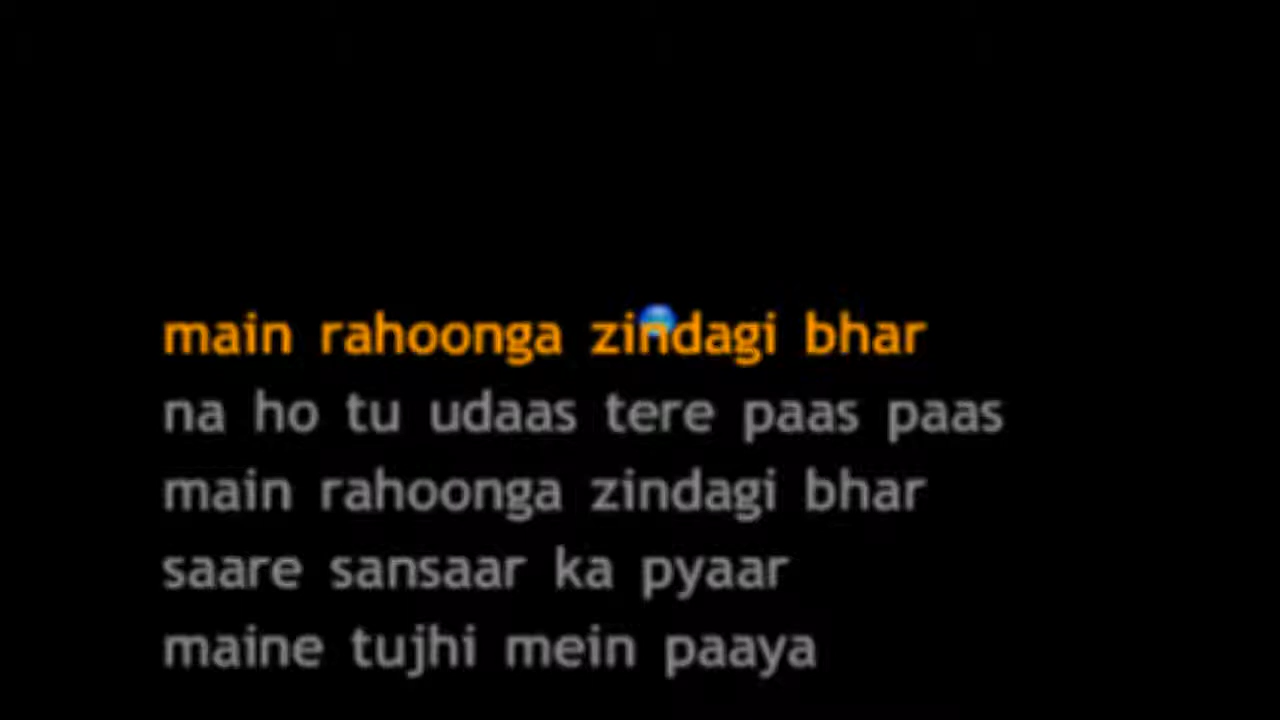 main rahoonga zindagi bhar
na ho tu udaas tere paas paas
main rahoonga zindagi bhar
saare sansaar ka pyaar
maine tujhi mein paaya